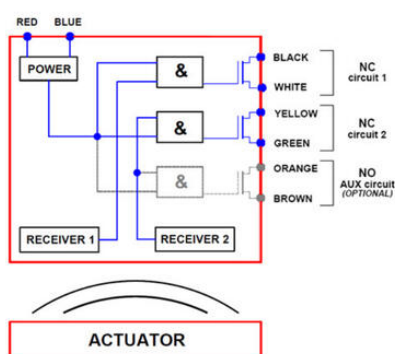 RED BLUE
POWER
&
BLACK
WHITE
NC
circuit 1
&
YELLOW
GREEN
NC
circuit 2
&
ORANGE
BROWN
NO
AUX circuit
(OPTIONAL)
RECEIVER 1 RECEIVER 2
ACTUATOR